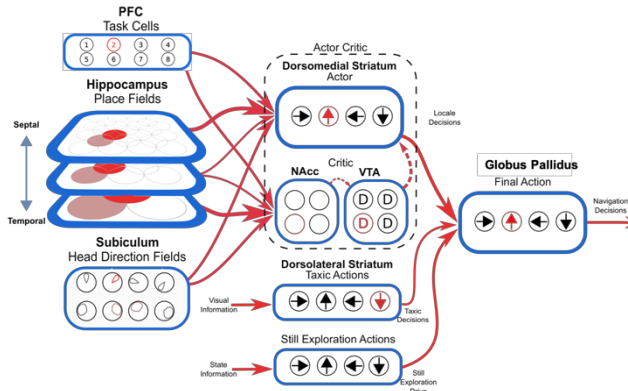 PFC
Task Cells
1 2 3 4
5 6 7 8
Hippocampus
Place Fields
Septal
Temporal
Subiculum
Head Direction Fields
Actor Critic
Dorsomedial Striatum
Actor
Critic
NAcc
VTA
D D
D D
Locale
Decisions
Globus Pallidus
Final Action
Navigation
Decisions
Dorsolateral Striatum
Taxic Actions
Visual
Information
Taxic
Decisions
Still Exploration Actions
State
Information
Still
Exploration